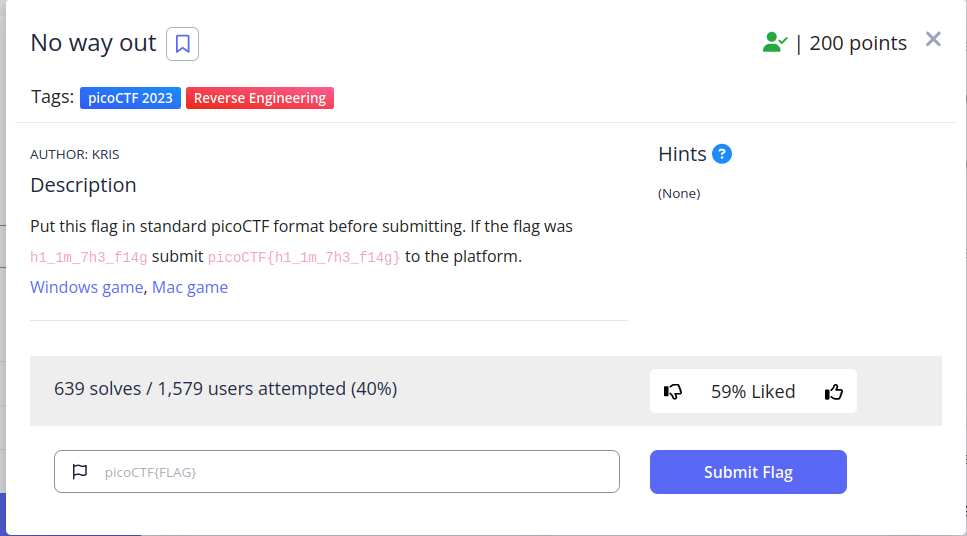 No way out
| 200 points
Tags: picoCTF 2023 Reverse Engineering
AUTHOR: KRIS
Description
Put this flag in standard picoCTF format before submitting. If the flag was
h1_1m_7h3_f14g submit picoCTF{h1_1m_7h3_f14g} to the platform.
Windows game, Mac game
Hints ?
(None)
639 solves / 1,579 users attempted (40%)
59% Liked
picoCTF{FLAG}
Submit Flag